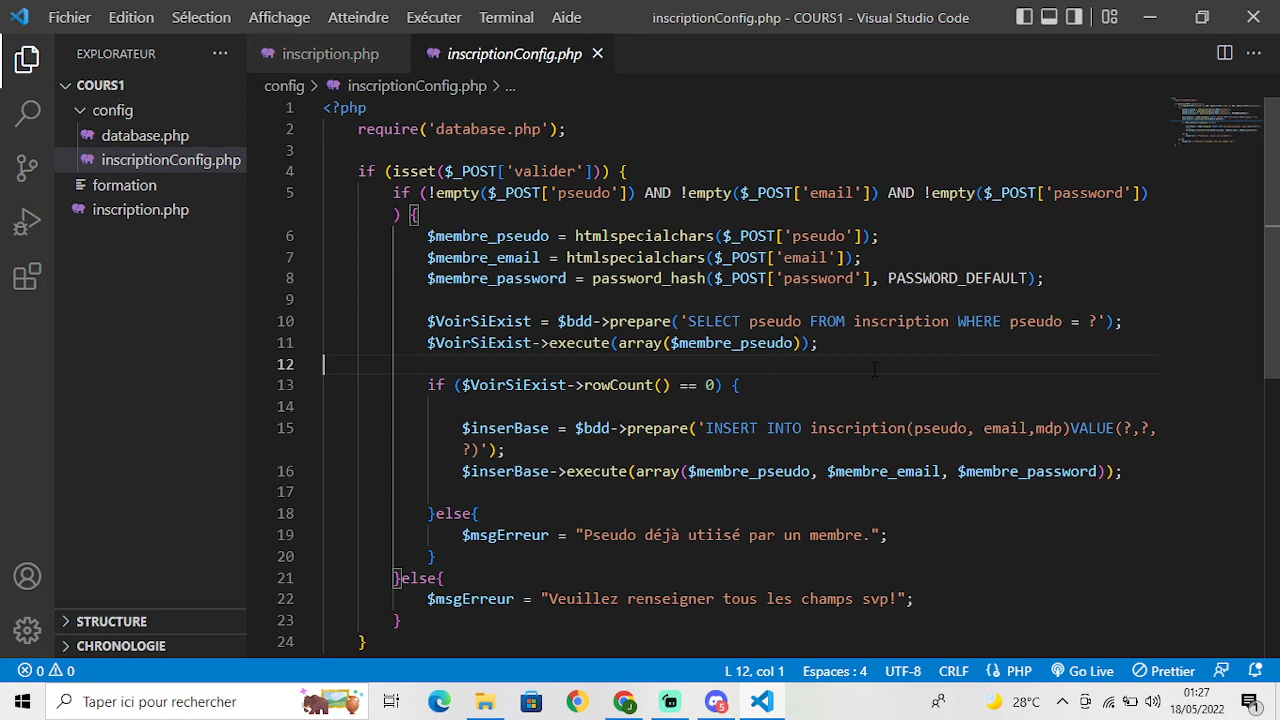 Fichier Edition Sélection Affichage Atteindre Exécuter Terminal Aide inscriptionConfig.php - COURS1 - Visual Studio Code
EXPLORATEUR ...
inscription.php inscriptionConfig.php
COURS1
config
database.php
inscriptionConfig.php
formation
inscription.php
STRUCTURE
CHRONOLOGIE
config > inscriptionConfig.php > ...
1 <?php
2 require('database.php');
3
4 if (isset($_POST['valider'])) {
5 if (!empty($_POST['pseudo']) AND !empty($_POST['email']) AND !empty($_POST['password'])
) {
6 $membre_pseudo = htmlspecialchars($_POST['pseudo']);
7 $membre_email = htmlspecialchars($_POST['email']);
8 $membre_password = password_hash($_POST['password'], PASSWORD_DEFAULT);
9
10 $VoirSiExist = $bdd->prepare('SELECT pseudo FROM inscription WHERE pseudo = ?');
11 $VoirSiExist->execute(array($membre_pseudo));
12
13 if ($VoirSiExist->rowCount() == 0) {
14
15 $inserBase = $bdd->prepare('INSERT INTO inscription(pseudo, email,mdp)VALUE(?,?,
?)');
16 $inserBase->execute(array($membre_pseudo, $membre_email, $membre_password));
17
18 }else{
19 $msgErreur = "Pseudo déjà utiisé par un membre.";
20 }
21 }else{
22 $msgErreur = "Veuillez renseigner tous les champs svp!";
23 }
24 }
0 0 L 12, col 1 Espaces : 4 UTF-8 CRLF PHP Go Live Prettier
Taper ici pour rechercher 28°C 01:27
18/05/2022